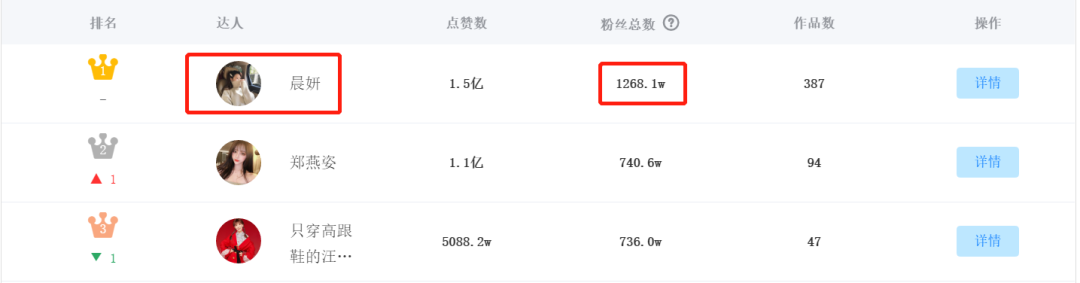 排名 达人 点赞数 粉丝总数 ? 作品数 操作
1 晨妍 1.5亿 1268.1w 387 详情
–
2 郑燕姿 1.1亿 740.6w 94 详情
▲ 1
3 只穿高跟 5088.2w 736.0w 47 详情
▼ 1 鞋的汪…